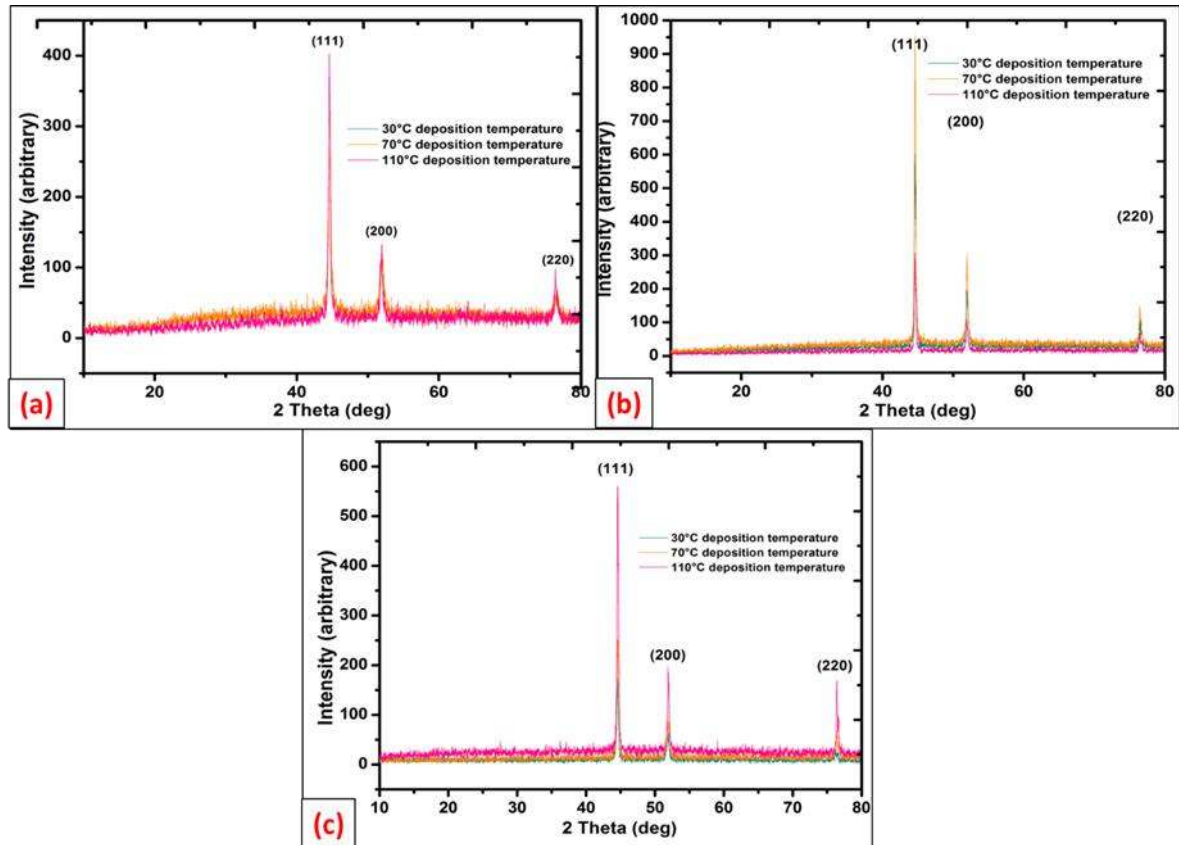 (111)
400
30°C deposition temperature
70°C deposition temperature
110°C deposition temperature
300
200
(200)
(220)
100
0
Intensity (arbitrary)
20
40
60
80
2 Theta (deg)
(a)
1000
(111)
900
30°C deposition temperature
70°C deposition temperature
110°C deposition temperature
800
700
(200)
600
500
400
(220)
300
200
100
0
Intensity (arbitrary)
20
40
60
80
2 Theta (deg)
(b)
600
(111)
500
30°C deposition temperature
70°C deposition temperature
110°C deposition temperature
400
300
200
(200)
(220)
100
0
Intensity (arbitrary)
10
20
30
40
50
60
70
80
2 Theta (deg)
(c)